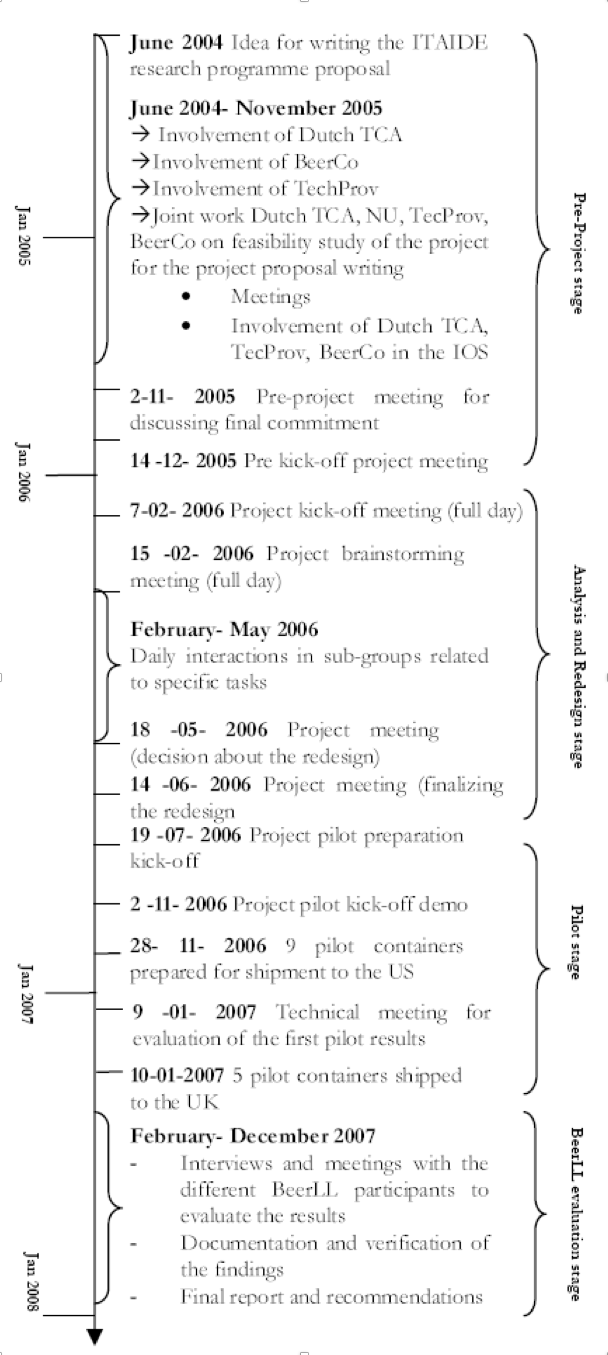 June 2004 Idea for writing the ITAIDE
research programme proposal
June 2004- November 2005
→ Involvement of Dutch TCA
→Involvement of BeerCo
→Involvement of TechProv
→Joint work Dutch TCA, NU, TecProv,
BeerCo on feasibility study of the project
for the project proposal writing
• Meetings
• Involvement of Dutch TCA,
TecProv, BeerCo in the IOS
Jan 2005
2-11- 2005 Pre-project meeting for
discussing final commitment
14 -12- 2005 Pre kick-off project meeting
Pre-Project stage
Jan 2006
7-02- 2006 Project kick-off meeting (full day)
15 -02- 2006 Project brainstorming
meeting (full day)
February- May 2006
Daily interactions in sub-groups related
to specific tasks
18 -05- 2006 Project meeting
(decision about the redesign)
14 -06- 2006 Project meeting (finalizing
the redesign
Analysis and Redesign stage
19 -07- 2006 Project pilot preparation
kick-off
2 -11- 2006 Project pilot kick-off demo
28- 11- 2006 9 pilot containers
prepared for shipment to the US
Jan 2007
9 -01- 2007 Technical meeting for
evaluation of the first pilot results
10-01-2007 5 pilot containers shipped
to the UK
Pilot stage
February- December 2007
- Interviews and meetings with the
different BeerLL participants to
evaluate the results
- Documentation and verification of
the findings
- Final report and recommendations
BeerLL evaluation stage
Jan 2008